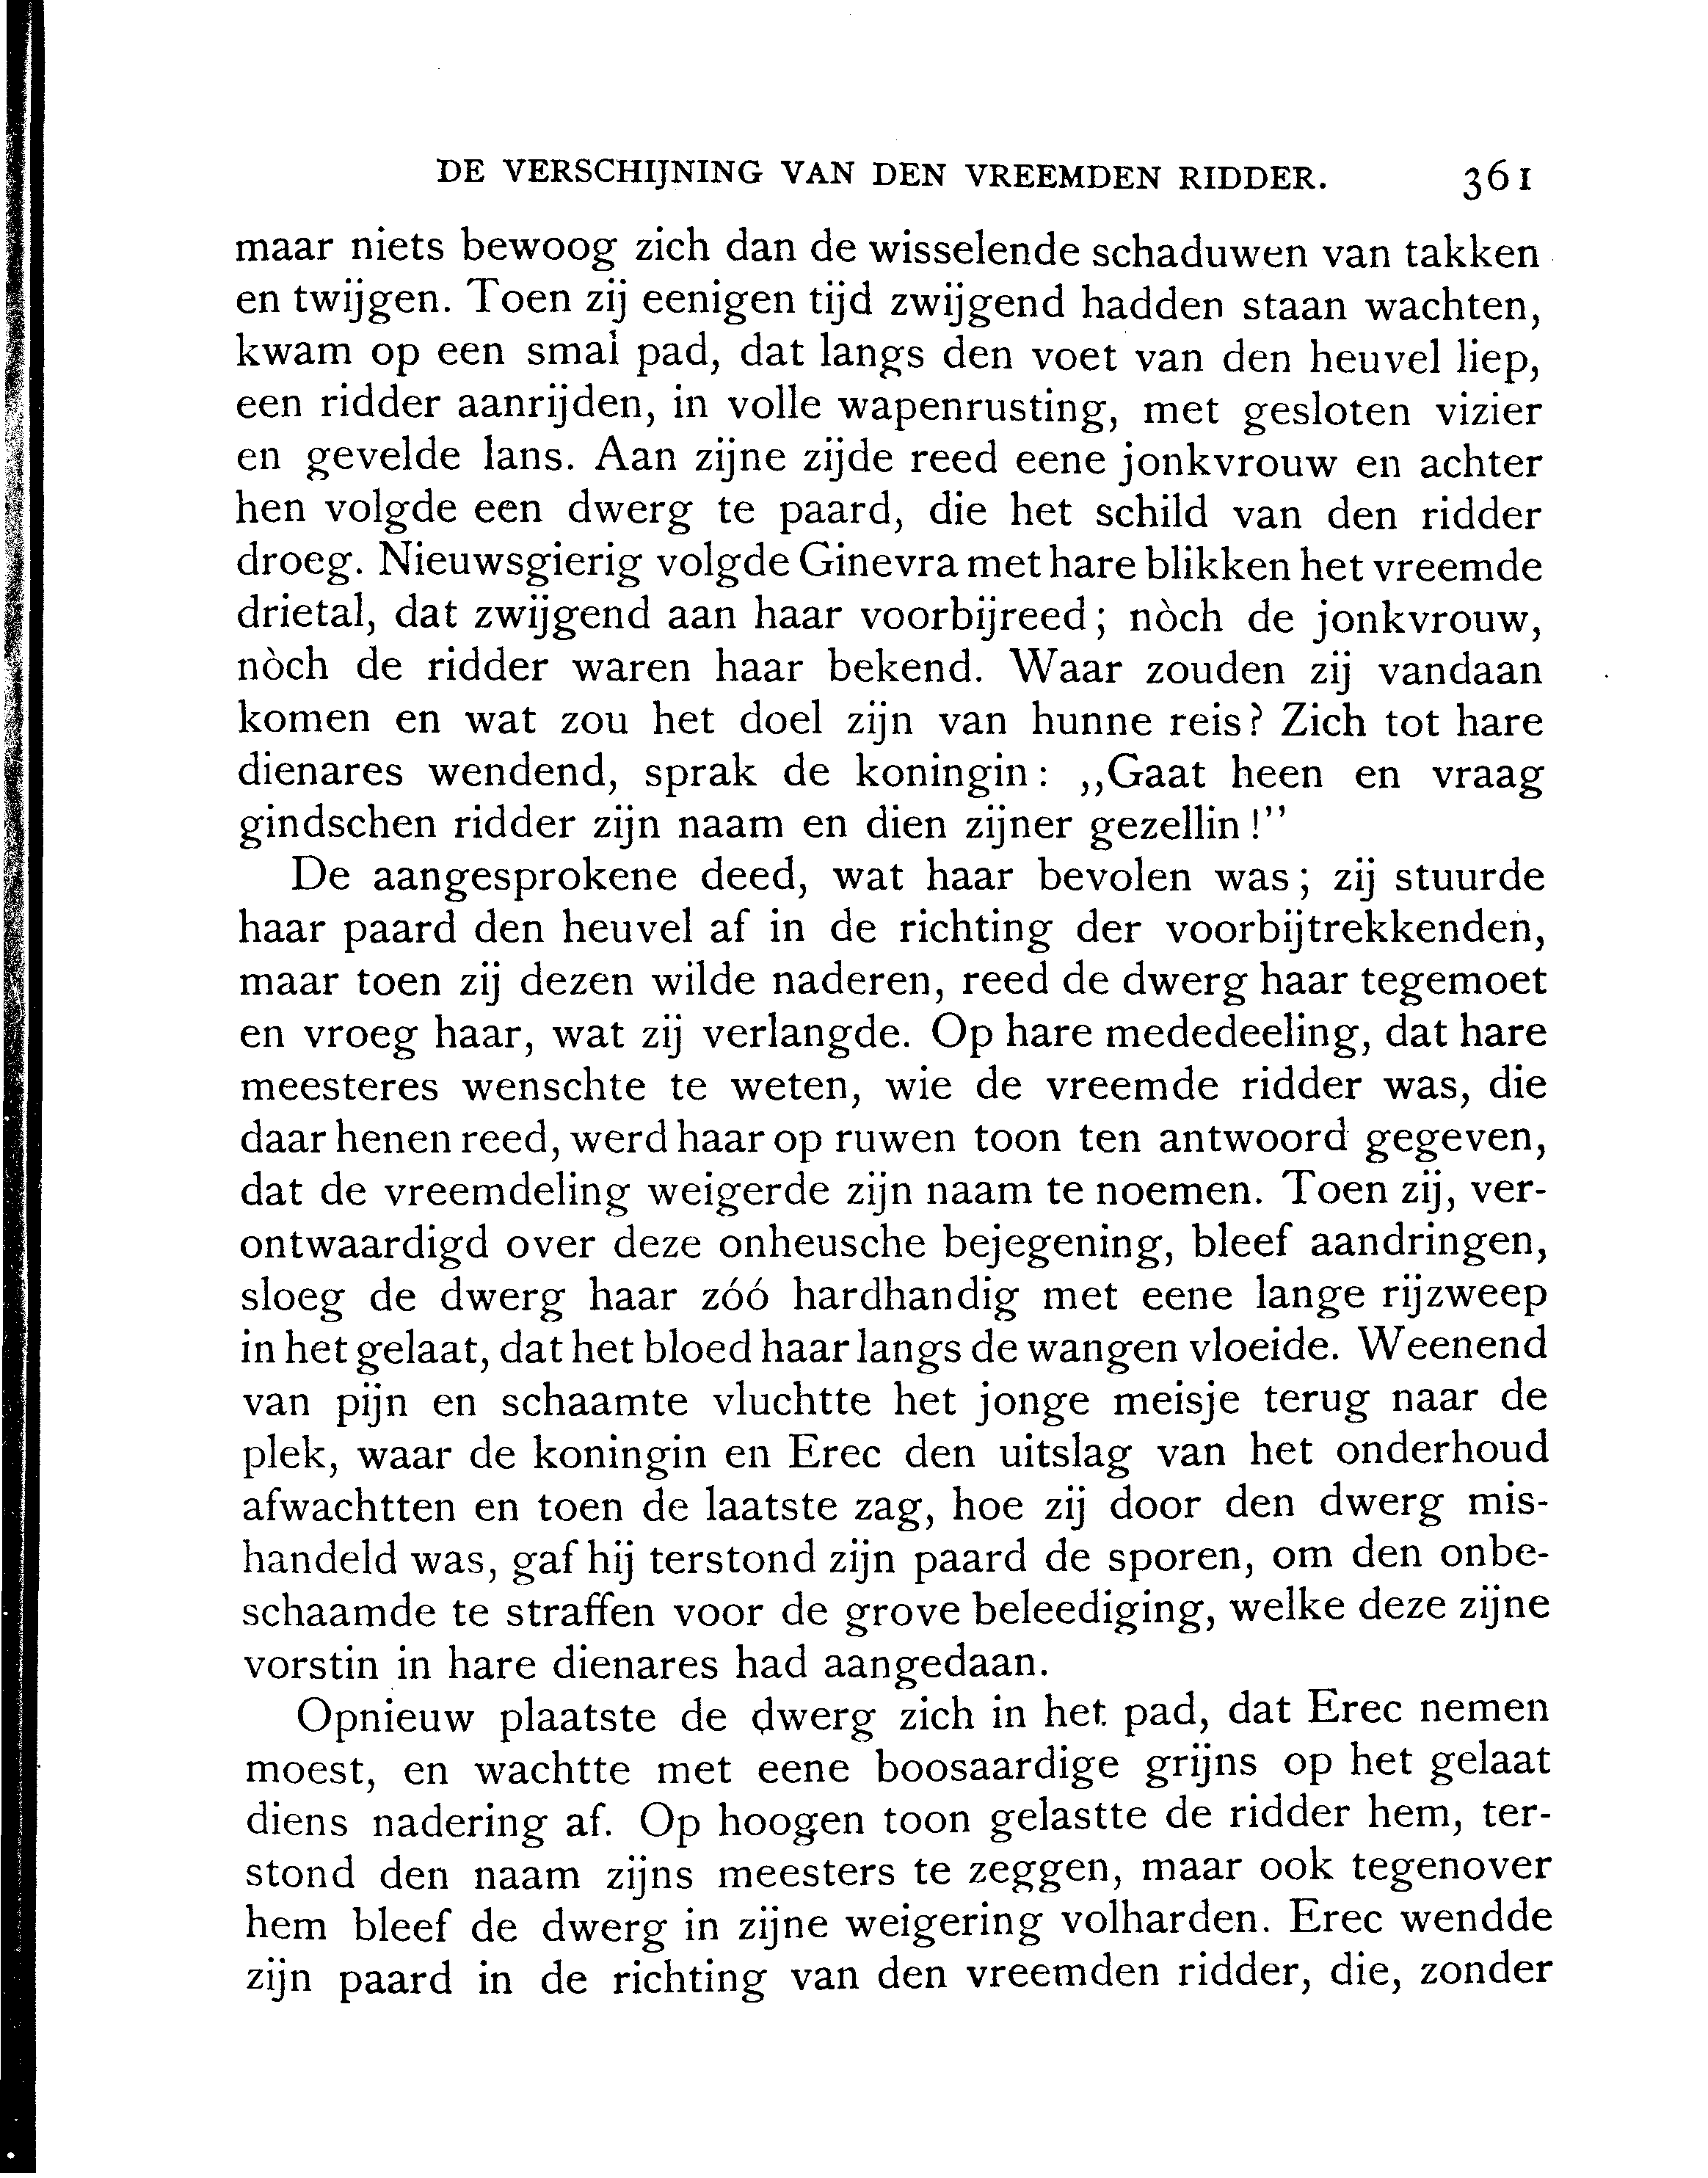 DE VERSCHIJNING VAN DEN VREEMDEN RIDDER. 361
maar niets bewoog zich dan de wisselende schaduwen van takken
en twijgen. Toen zij eenigen tijd zwijgend hadden staan wachten,
kwam op een smal pad, dat langs den voet van den heuvel liep,
een ridder aanrijden, in volle wapenrusting, met gesloten vizier
en gevelde lans. Aan zijne zijde reed eene jonkvrouw en achter
hen volgde een dwerg te paard, die het schild van den ridder
droeg. Nieuwsgierig volgde Ginevra met hare blikken het vreemde
drietal, dat zwijgend aan haar voorbijreed; nòch de jonkvrouw,
nòch de ridder waren haar bekend. Waar zouden zij vandaan
komen en wat zou het doel zijn van hunne reis? Zich tot hare
dienares wendend, sprak de koningin: ,,Gaat heen en vraag
gindschen ridder zijn naam en dien zijner gezellin!”
De aangesprokene deed, wat haar bevolen was; zij stuurde
haar paard den heuvel af in de richting der voorbijtrekkenden,
maar toen zij dezen wilde naderen, reed de dwerg haar tegemoet
en vroeg haar, wat zij verlangde. Op hare mededeeling, dat hare
meesteres wenschte te weten, wie de vreemde ridder was, die
daar henen reed, werd haar op ruwen toon ten antwoord gegeven,
dat de vreemdeling weigerde zijn naam te noemen. Toen zij, ver-
ontwaardigd over deze onheusche bejegening, bleef aandringen,
sloeg de dwerg haar zóó hardhandig met eene lange rijzweep
in het gelaat, dat het bloed haar langs de wangen vloeide. Weenend
van pijn en schaamte vluchtte het jonge meisje terug naar de
plek, waar de koningin en Erec den uitslag van het onderhoud
afwachtten en toen de laatste zag, hoe zij door den dwerg mis-
handeld was, gaf hij terstond zijn paard de sporen, om den onbe-
schaamde te straffen voor de grove beleediging, welke deze zijne
vorstin in hare dienares had aangedaan.
Opnieuw plaatste de dwerg zich in het pad, dat Erec nemen
moest, en wachtte met eene boosaardige grijns op het gelaat
diens nadering af. Op hoogen toon gelastte de ridder hem, ter-
stond den naam zijns meesters te zeggen, maar ook tegenover
hem bleef de dwerg in zijne weigering volharden. Erec wendde
zijn paard in de richting van den vreemden ridder, die, zonder